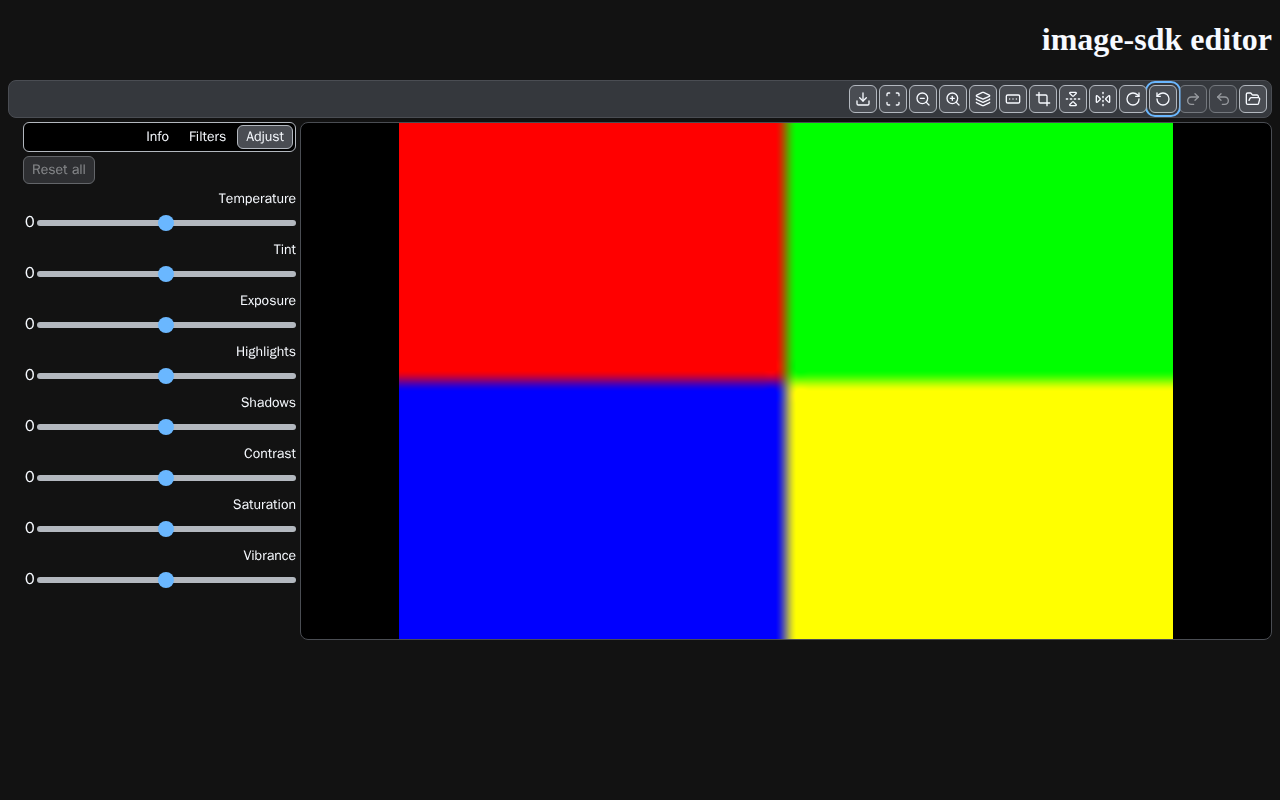 image-sdk editor
Info Filters Adjust
Reset all
Temperature
0
Tint
0
Exposure
0
Highlights
0
Shadows
0
Contrast
0
Saturation
0
Vibrance
0